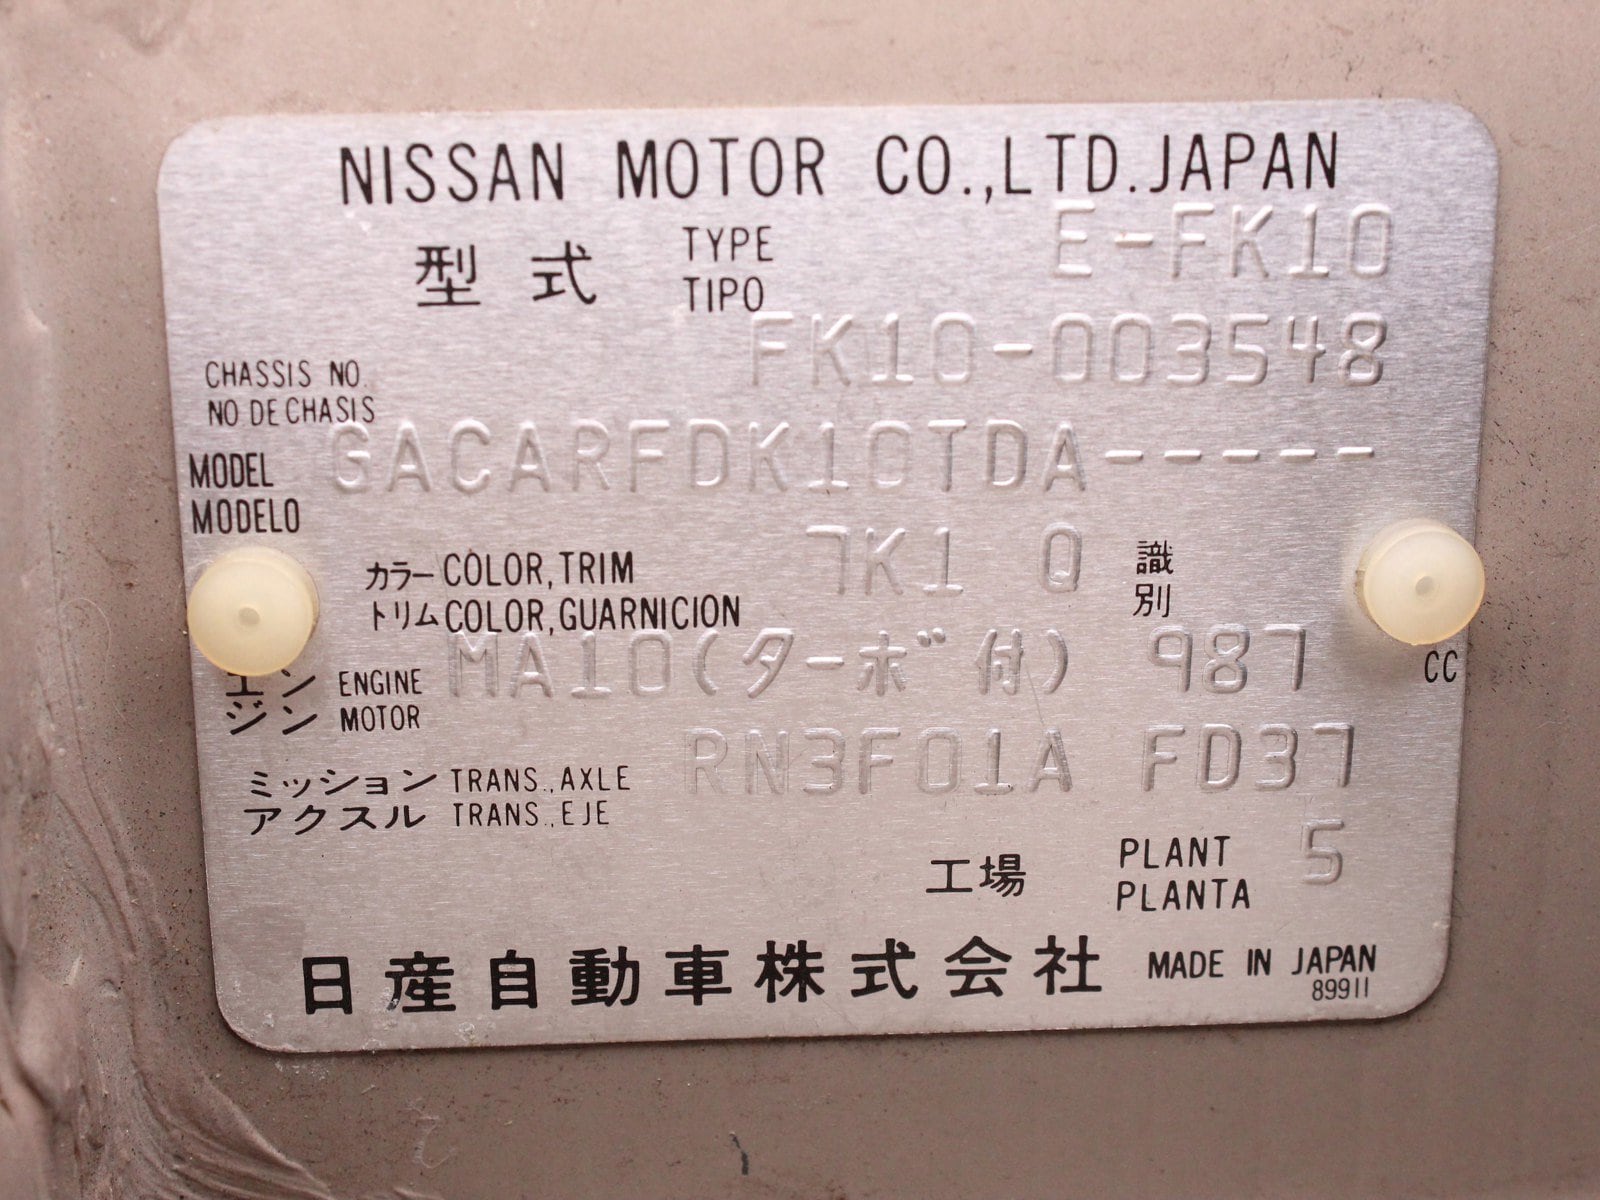 NISSAN MOTOR CO.,LTD.JAPAN
型式 TYPE TIPO E-FK10
CHASSIS NO. FK10-003548
NO DE CHASIS
MODEL GACARFDK10TDA-----
MODELO
カラー COLOR,TRIM 7K1 Q 識別
トリム COLOR,GUARNICION
エンジン ENGINE MOTOR MA10(ターボ付) 987 CC
ミッション TRANS.,AXLE RN3F01A FD37
アクスル TRANS.,EJE
工場 PLANT PLANTA 5
日産自動車株式会社 MADE IN JAPAN
89911